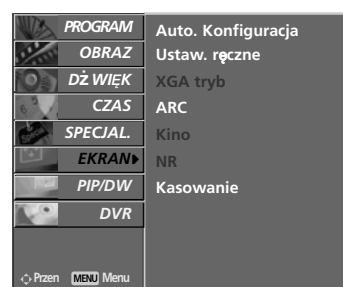 PROGRAM
OBRAZ
DŻWIĘK
CZAS
SPECJAL.
EKRAN
PIP/DW
DVR
Przen MENU Menu
Auto. Konfiguracja
Ustaw. ręczne
XGA tryb
ARC
Kino
NR
Kasowanie